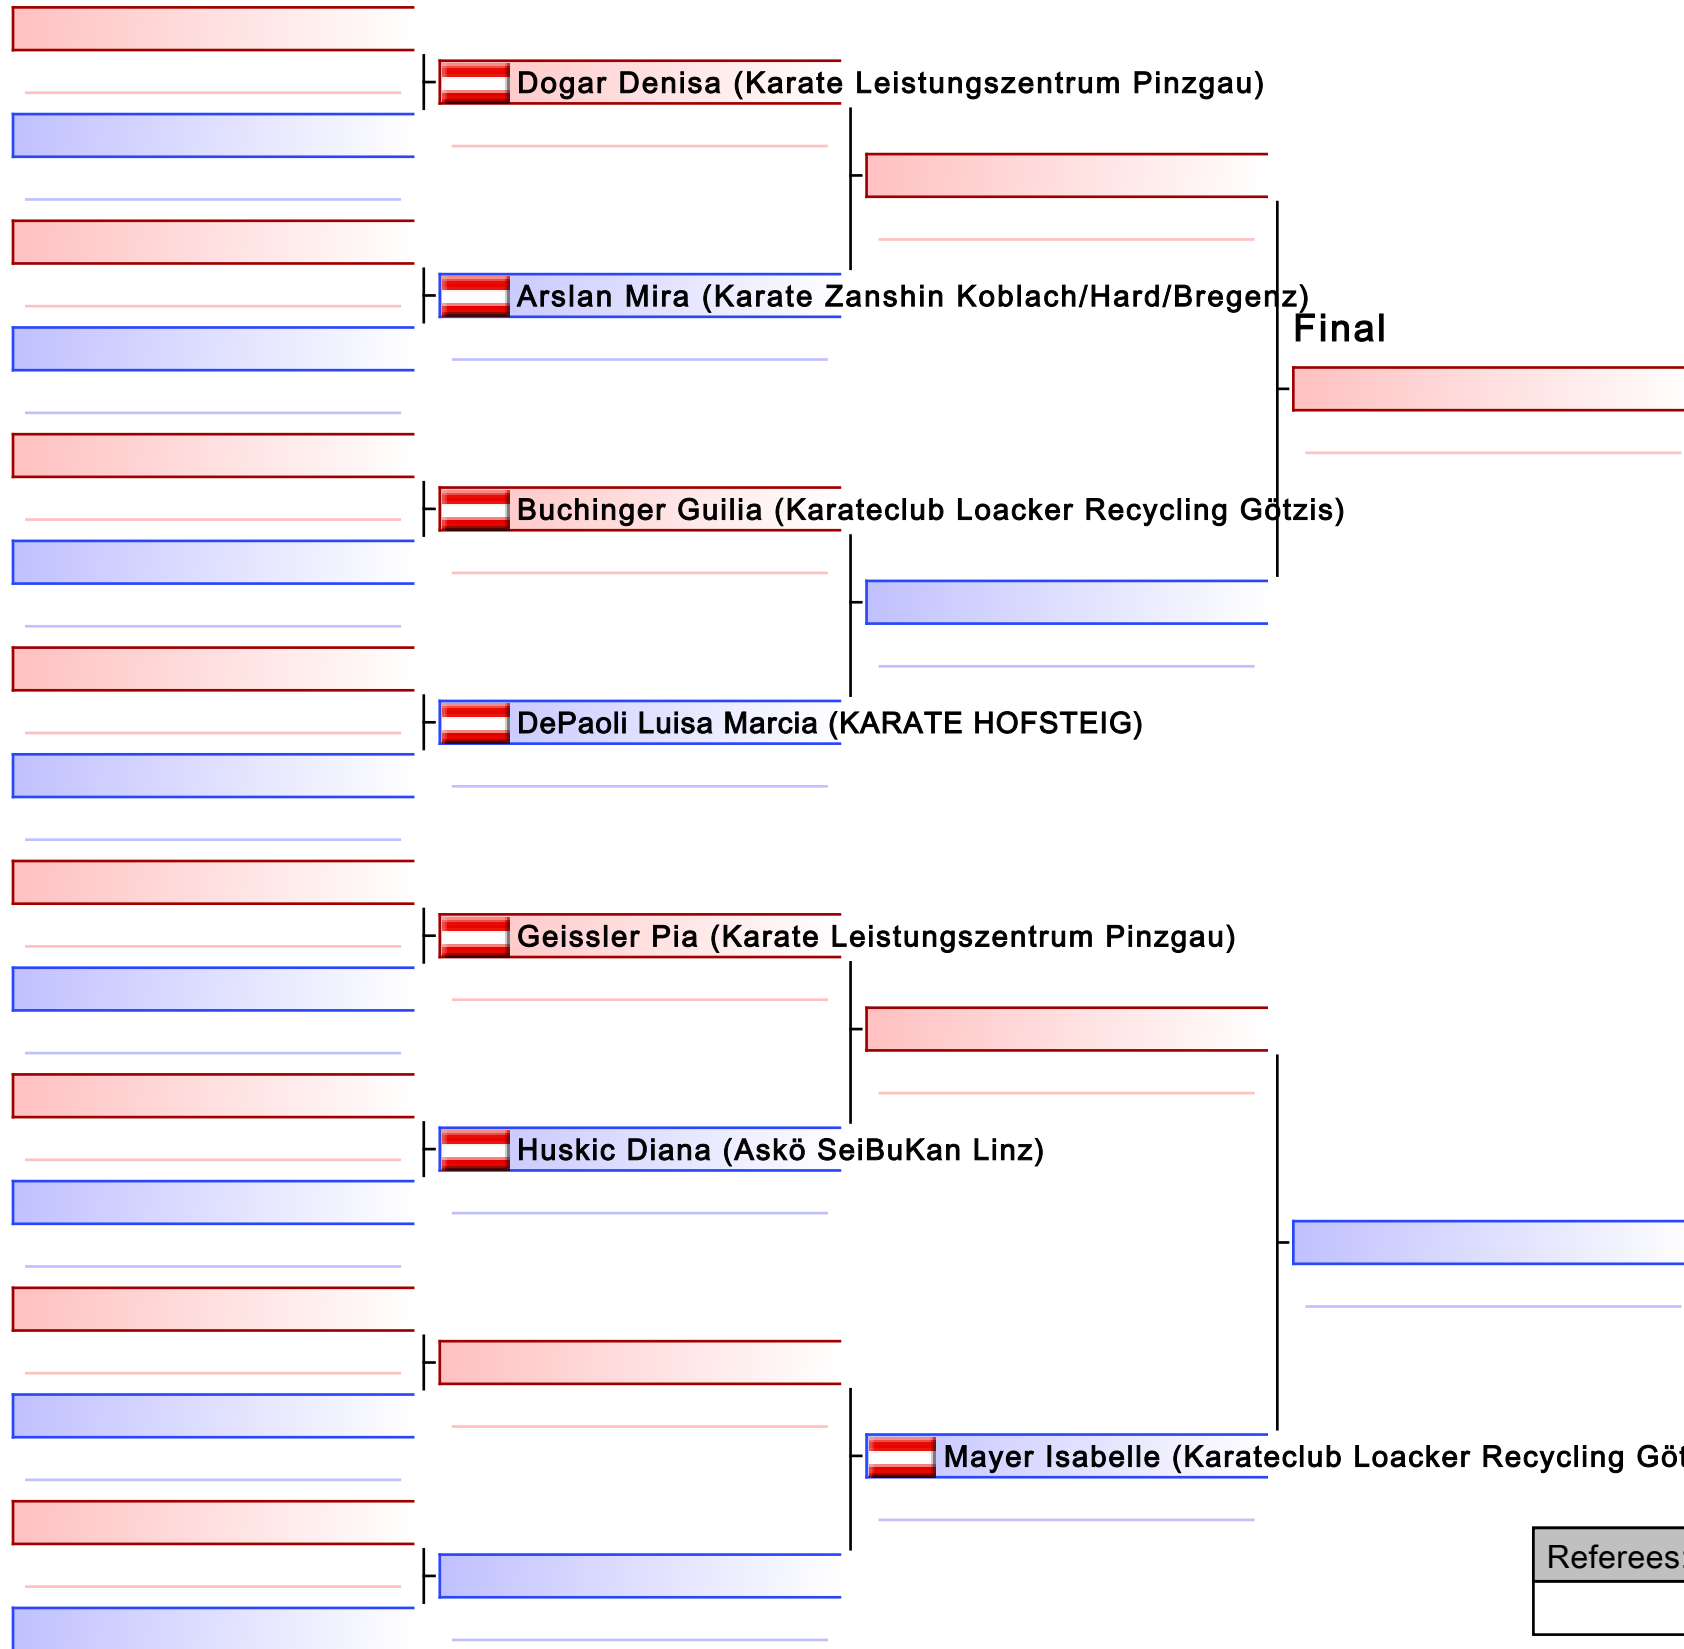 Dogar Denisa (Karate Leistungszentrum Pinzgau)
Arslan Mira (Karate Zanshin Koblach/Hard/Bregenz)
Final
Buchinger Guilia (Karateclub Loacker Recycling Götzis)
DePaoli Luisa Marcia (KARATE HOFSTEIG)
Geissler Pia (Karate Leistungszentrum Pinzgau)
Huskic Diana (Askö SeiBuKan Linz)
Mayer Isabelle (Karateclub Loacker Recycling Göt
Referees: